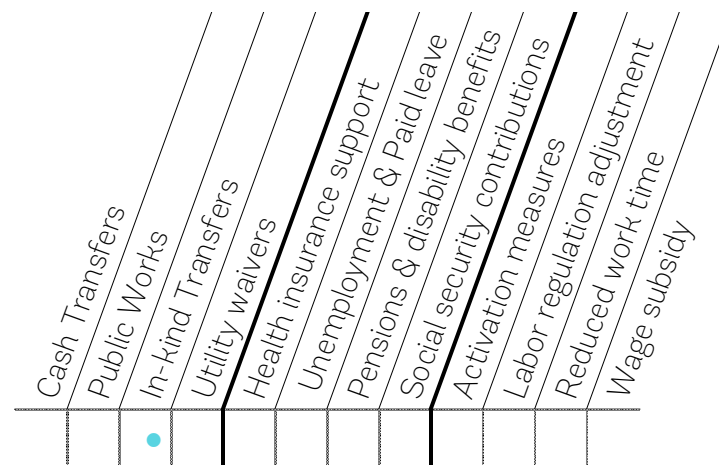 Cash Transfers
Public Works
In-kind Transfers
Utility waivers
Health insurance support
Unemployment & Paid leave
Pensions & disability benefits
Social security contributions
Activation measures
Labor regulation adjustment
Reduced work time
Wage subsidy